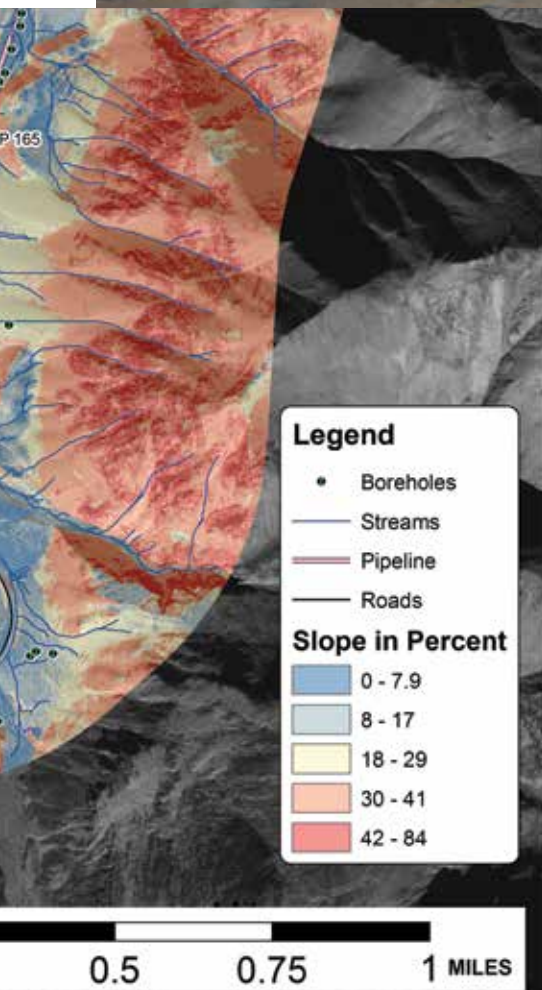 P 165
Legend
Boreholes
Streams
Pipeline
Roads
Slope in Percent
0 - 7.9
8 - 17
18 - 29
30 - 41
42 - 84
0.5 0.75 1 MILES